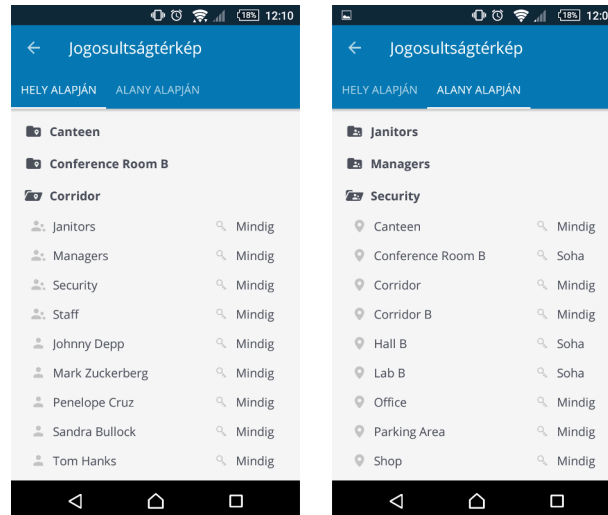 18% 12:10
Jogosultságtérkép
HELY ALAPJÁN ALANY ALAPJÁN
Canteen
Conference Room B
Corridor
Janitors Mindig
Managers Mindig
Security Mindig
Staff Mindig
Johnny Depp Mindig
Mark Zuckerberg Mindig
Penelope Cruz Mindig
Sandra Bullock Mindig
Tom Hanks Mindig
18% 12:0
Jogosultságtérkép
HELY ALAPJÁN ALANY ALAPJÁN
Janitors
Managers
Security
Canteen Mindig
Conference Room B Soha
Corridor Mindig
Corridor B Mindig
Hall B Soha
Lab B Soha
Office Mindig
Parking Area Mindig
Shop Mindig